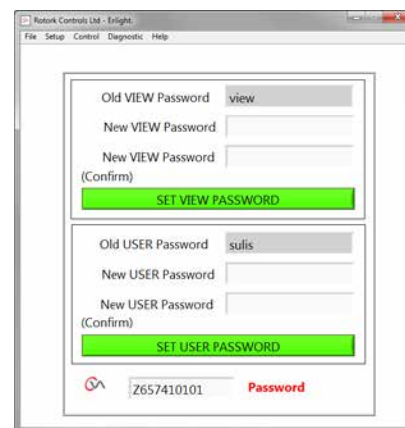 Rotork Controls Ltd - Enlight.
File Setup Control Diagnostic Help
Old VIEW Password view
New VIEW Password
New VIEW Password
(Confirm)
SET VIEW PASSWORD
Old USER Password sulis
New USER Password
New USER Password
(Confirm)
SET USER PASSWORD
Z657410101 Password